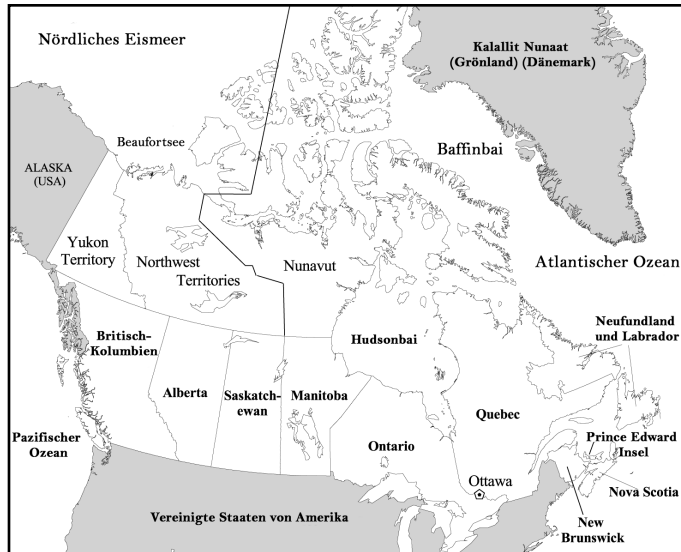 Nördliches Eismeer
Kalallit Nunaat
(Grönland) (Dänemark)
Beaufortsee
Baffinbai
ALASKA
(USA)
Yukon
Territory
Northwest
Territories
Nunavut
Atlantischer Ozean
Neufundland
und Labrador
Britisch-
Kolumbien
Hudsonbai
Alberta
Saskatch-
ewan
Manitoba
Quebec
Pazifischer
Ozean
Ontario
Prince Edward
Insel
Ottawa
Nova Scotia
Vereinigte Staaten von Amerika
New
Brunswick